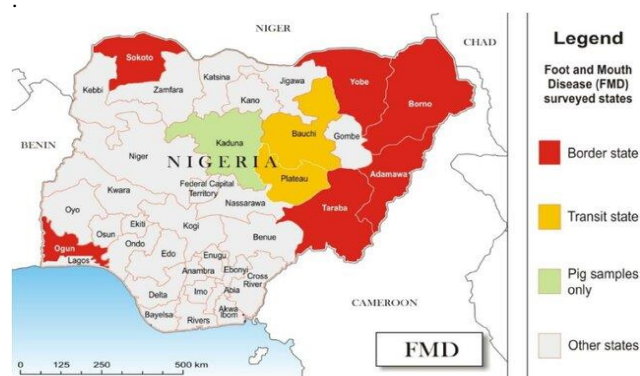 .
NIGER
CHAD
Sokoto
Katsina
Jigawa
Yobe
Borno
Kebbi
Zamfara
Kano
Bauchi
Gombe
Kaduna
BENIN
Niger
NIGERIA
Adamawa
Plateau
Federal Capital
Territory
Kwara
Nassarawa
Taraba
Oyo
Ekiti
Kogi
Benue
Osun
Ondo
Ogun
Edo
Enugu
Lagos
Anambra
Ebonyi
Cross
River
Delta
Imo
Abia
Akwa
Ibom
Bayelsa
Rivers
CAMEROON
FMD
0 125 250 500 km
Legend
Foot and Mouth
Disease (FMD)
surveyed states
Border state
Transit state
Pig samples
only
Other states